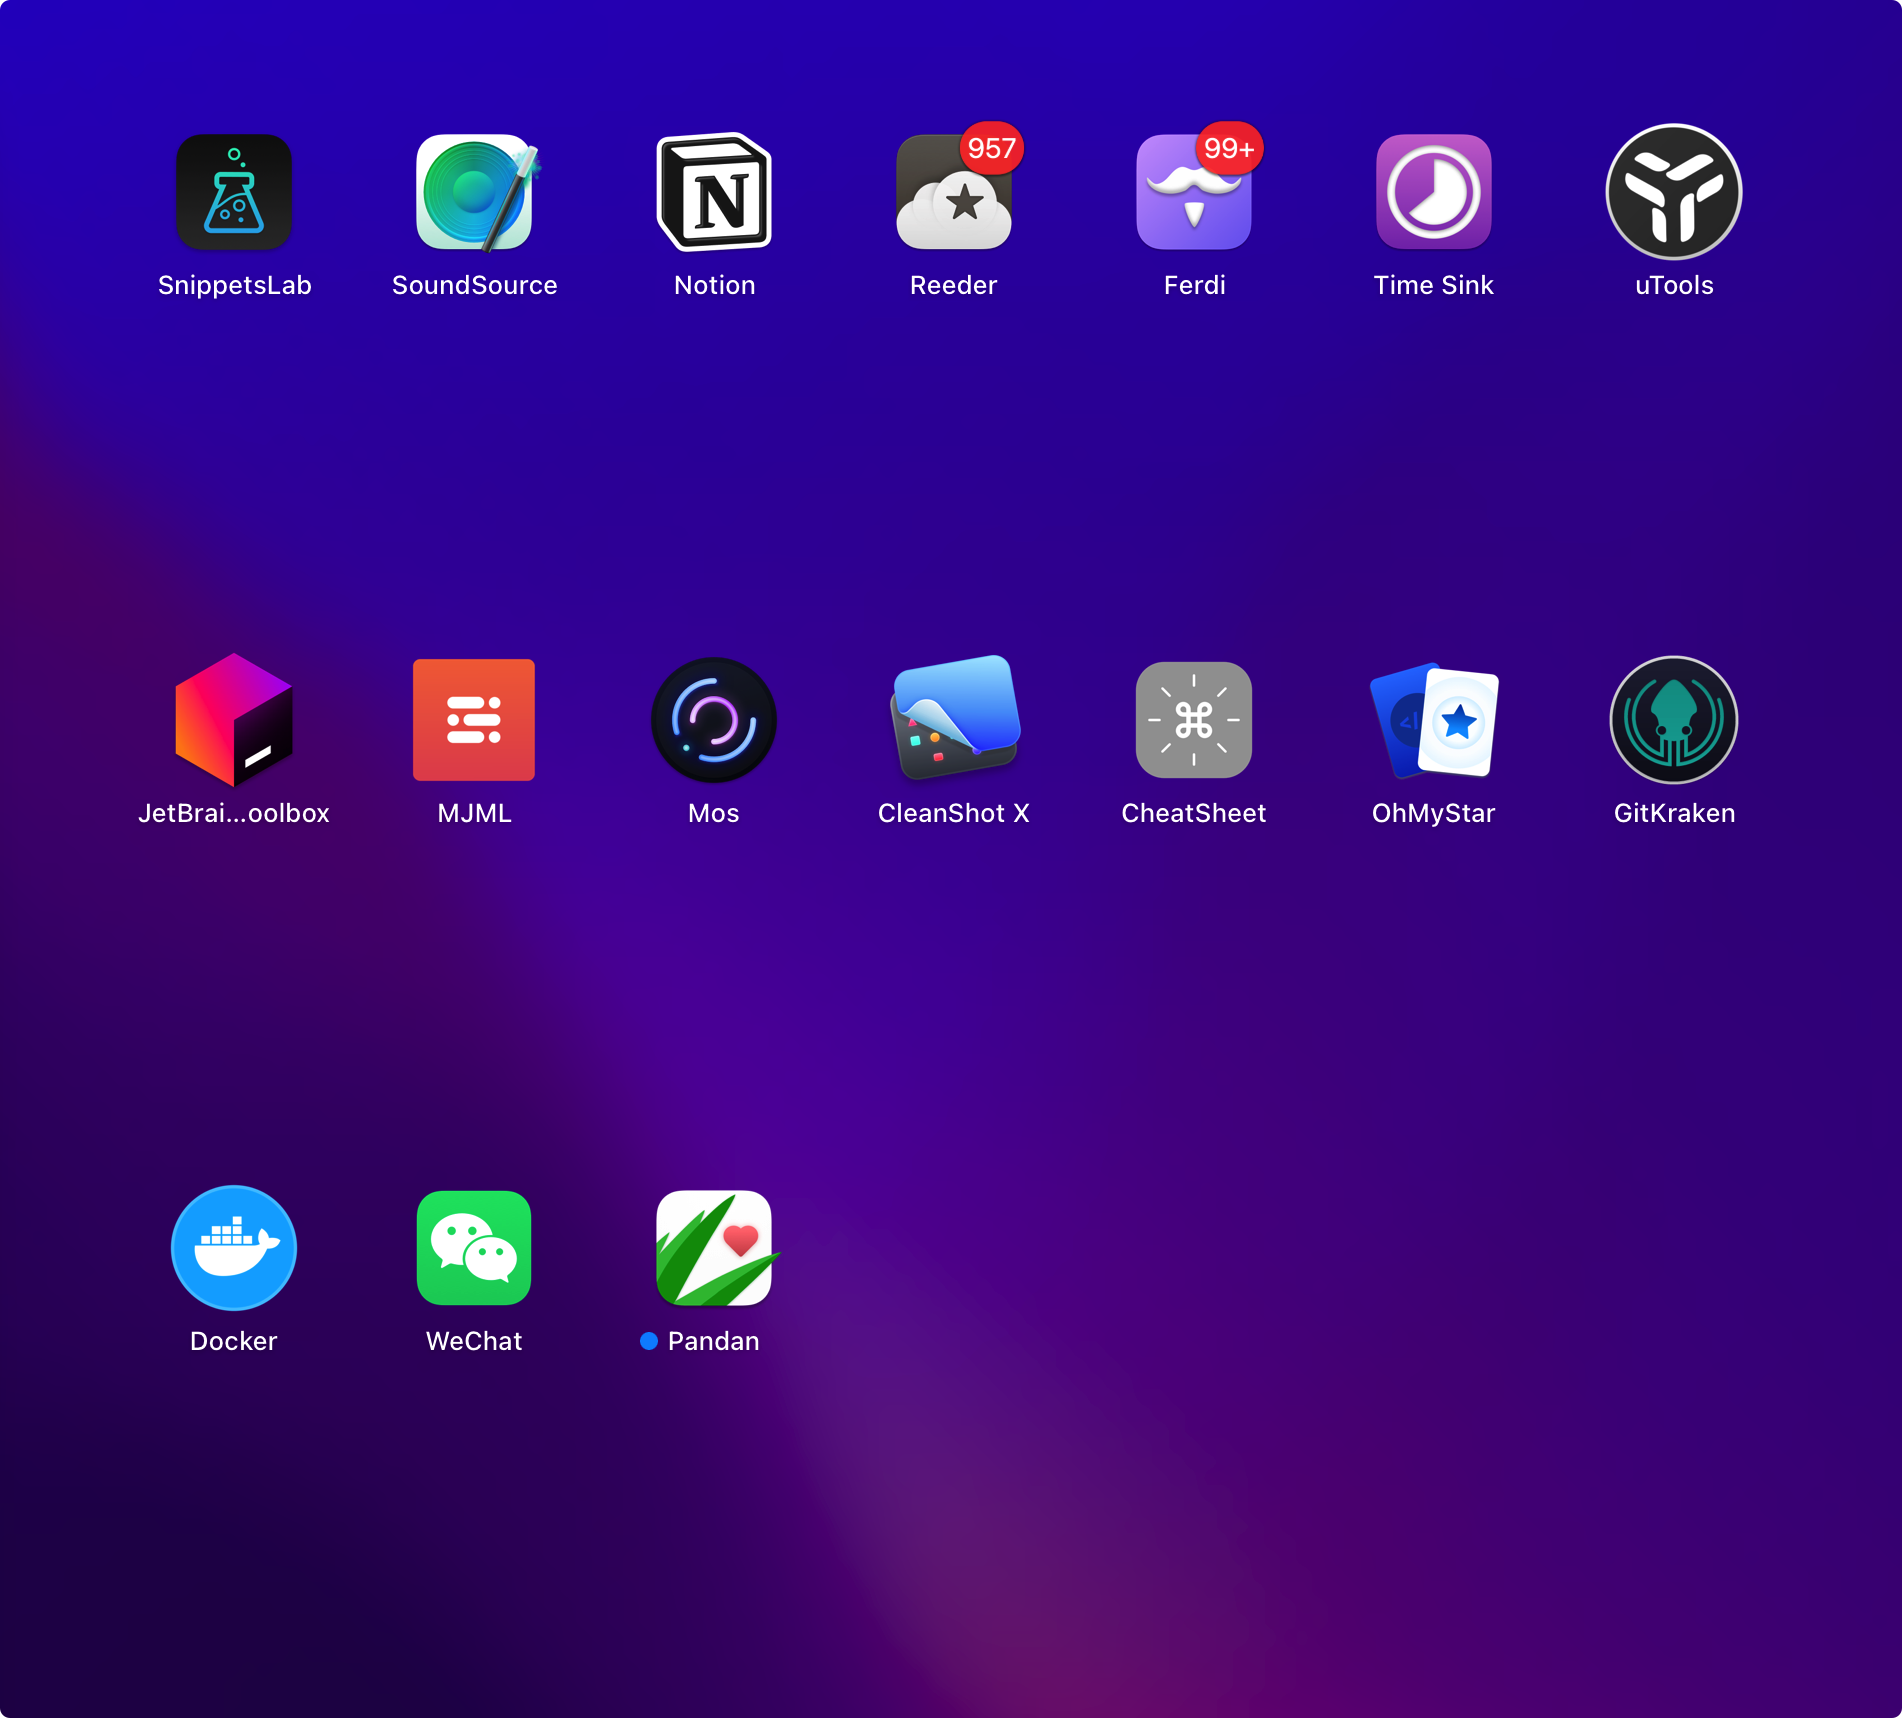 957
99+
SnippetsLab
SoundSource
Notion
Reeder
Ferdi
Time Sink
uTools
JetBrai...oolbox
MJML
Mos
CleanShot X
CheatSheet
OhMyStar
GitKraken
Docker
WeChat
Pandan